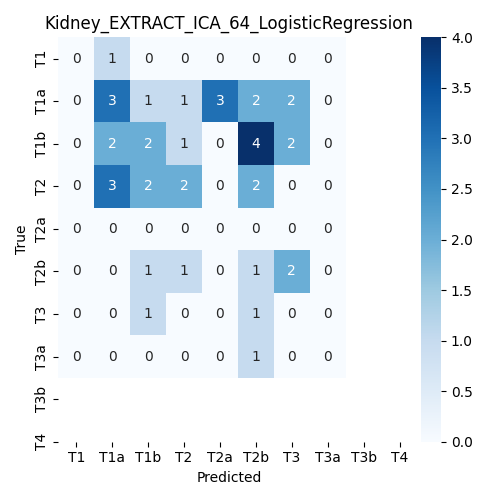 Kidney_EXTRACT_ICA_64_LogisticRegression
T1 0 1 0 0 0 0 0 0
T1a 0 3 1 1 3 2 2 0
T1b 0 2 2 1 0 4 2 0
T2 0 3 2 2 0 2 0 0
T2a 0 0 0 0 0 0 0 0
T2b 0 0 1 1 0 1 2 0
T3 0 0 1 0 0 1 0 0
T3a 0 0 0 0 0 1 0 0
T3b
T4
T1 T1a T1b T2 T2a T2b T3 T3a T3b T4
Predicted
True
4.0
3.5
3.0
2.5
2.0
1.5
1.0
0.5
0.0